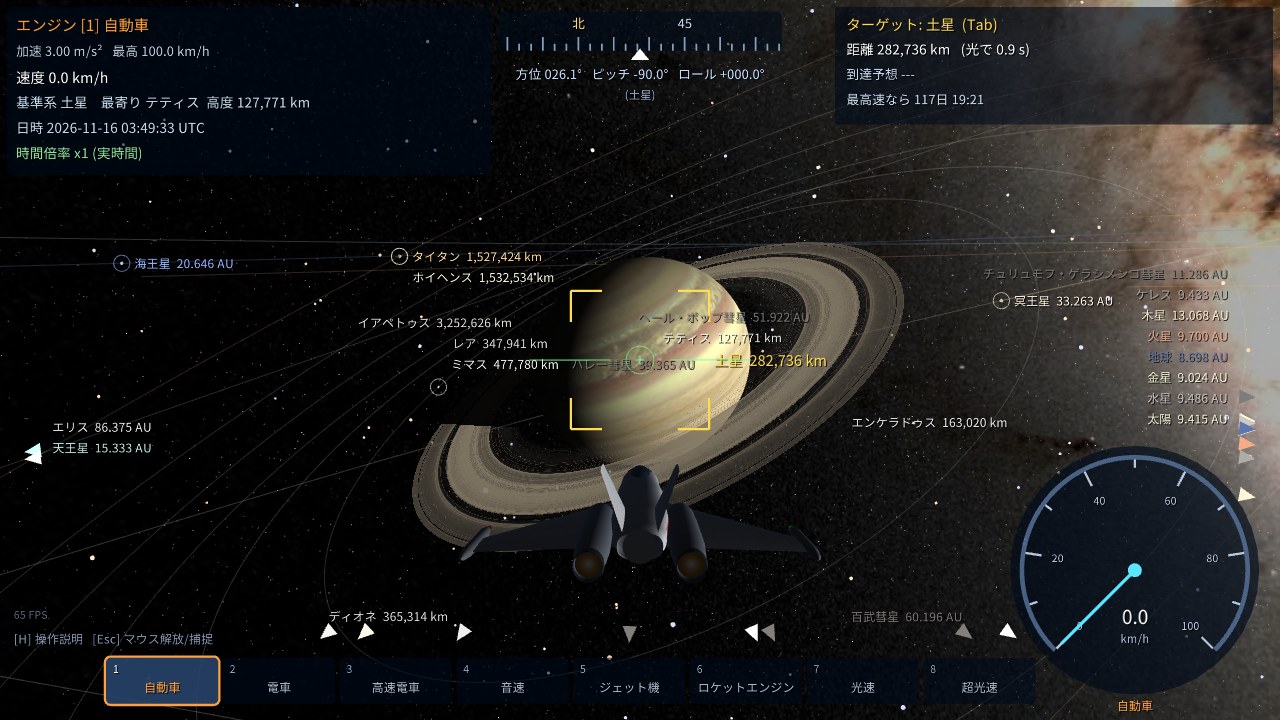 エンジン [1] 自動車
加速 3.00 m/s² 最高 100.0 km/h
速度 0.0 km/h
基準系 土星 最寄り テティス 高度 127,771 km
日時 2026-11-16 03:49:33 UTC
時間倍率 x1 (実時間)
北 45
方位 026.1° ピッチ -90.0° ロール +000.0°
(土星)
ターゲット: 土星 (Tab)
距離 282,736 km (光で 0.9 s)
到達予想 ---
最高速なら 117日 19:21
海王星 20.646 AU
タイタン 1,527,424 km
ホイヘンス 1,532,534 km
イアペトゥス 3,252,626 km
レア 347,941 km
ミマス 477,780 km
ヘール・ボップ彗星 51.922 AU
テティス 127,771 km
ハレー彗星 39.365 AU
土星 282,736 km
チュリュモフ・ゲラシメンコ彗星 11.286 AU
ケレス 9.433 AU
冥王星 33.263 AU
木星 13.068 AU
火星 9.700 AU
地球 8.698 AU
金星 9.024 AU
水星 9.486 AU
太陽 9.415 AU
エンケラドゥス 163,020 km
エリス 86.375 AU
天王星 15.333 AU
ディオネ 365,314 km
百武彗星 60.196 AU
65 FPS
[H] 操作説明 [Esc] マウス解放/捕捉
1 自動車
2 電車
3 高速電車
4 音速
5 ジェット機
6 ロケットエンジン
7 光速
8 超光速
0 20 40 60 80 100
0.0
km/h
自動車